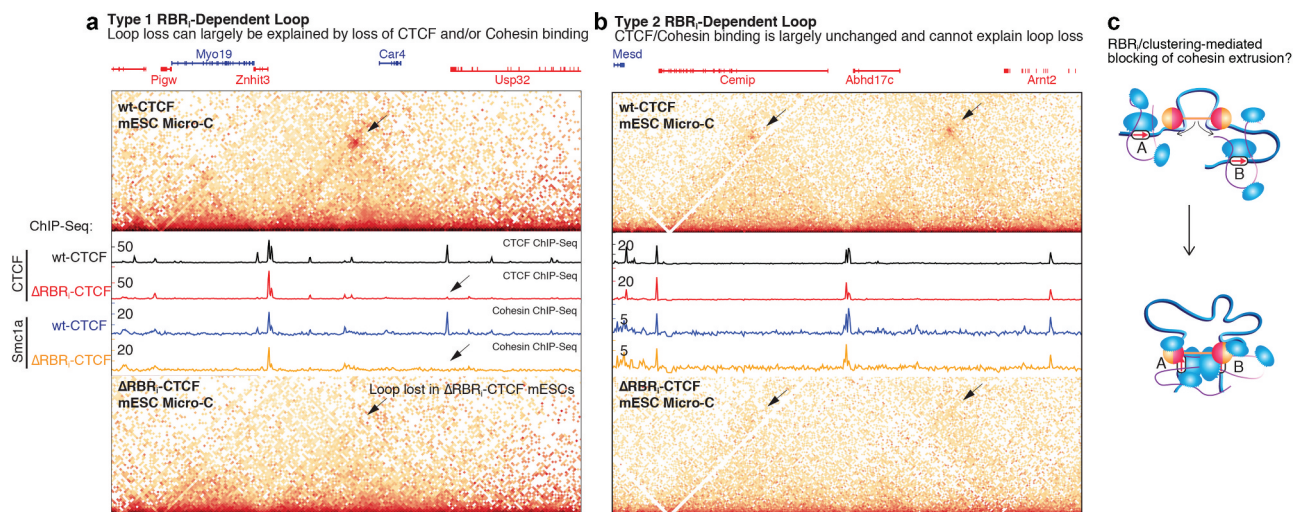 a Type 1 RBRi-Dependent Loop
Loop loss can largely be explained by loss of CTCF and/or Cohesin binding
Myo19
Car4
Pigw
Znhit3
Usp32
wt-CTCF
mESC Micro-C
ChIP-Seq:
CTCF
wt-CTCF
50
CTCF ChIP-Seq
ΔRBRi-CTCF
50
CTCF ChIP-Seq
Smc1a
wt-CTCF
20
Cohesin ChIP-Seq
ΔRBRi-CTCF
20
Cohesin ChIP-Seq
ΔRBRi-CTCF
mESC Micro-C
Loop lost in ΔRBRi-CTCF mESCs
b Type 2 RBRi-Dependent Loop
CTCF/Cohesin binding is largely unchanged and cannot explain loop loss
Mesd
Cemip
Abhd17c
Arnt2
wt-CTCF
mESC Micro-C
20
20
5
5
ΔRBRi-CTCF
mESC Micro-C
c
RBRi/clustering-mediated
blocking of cohesin extrusion?
A
B
A
B